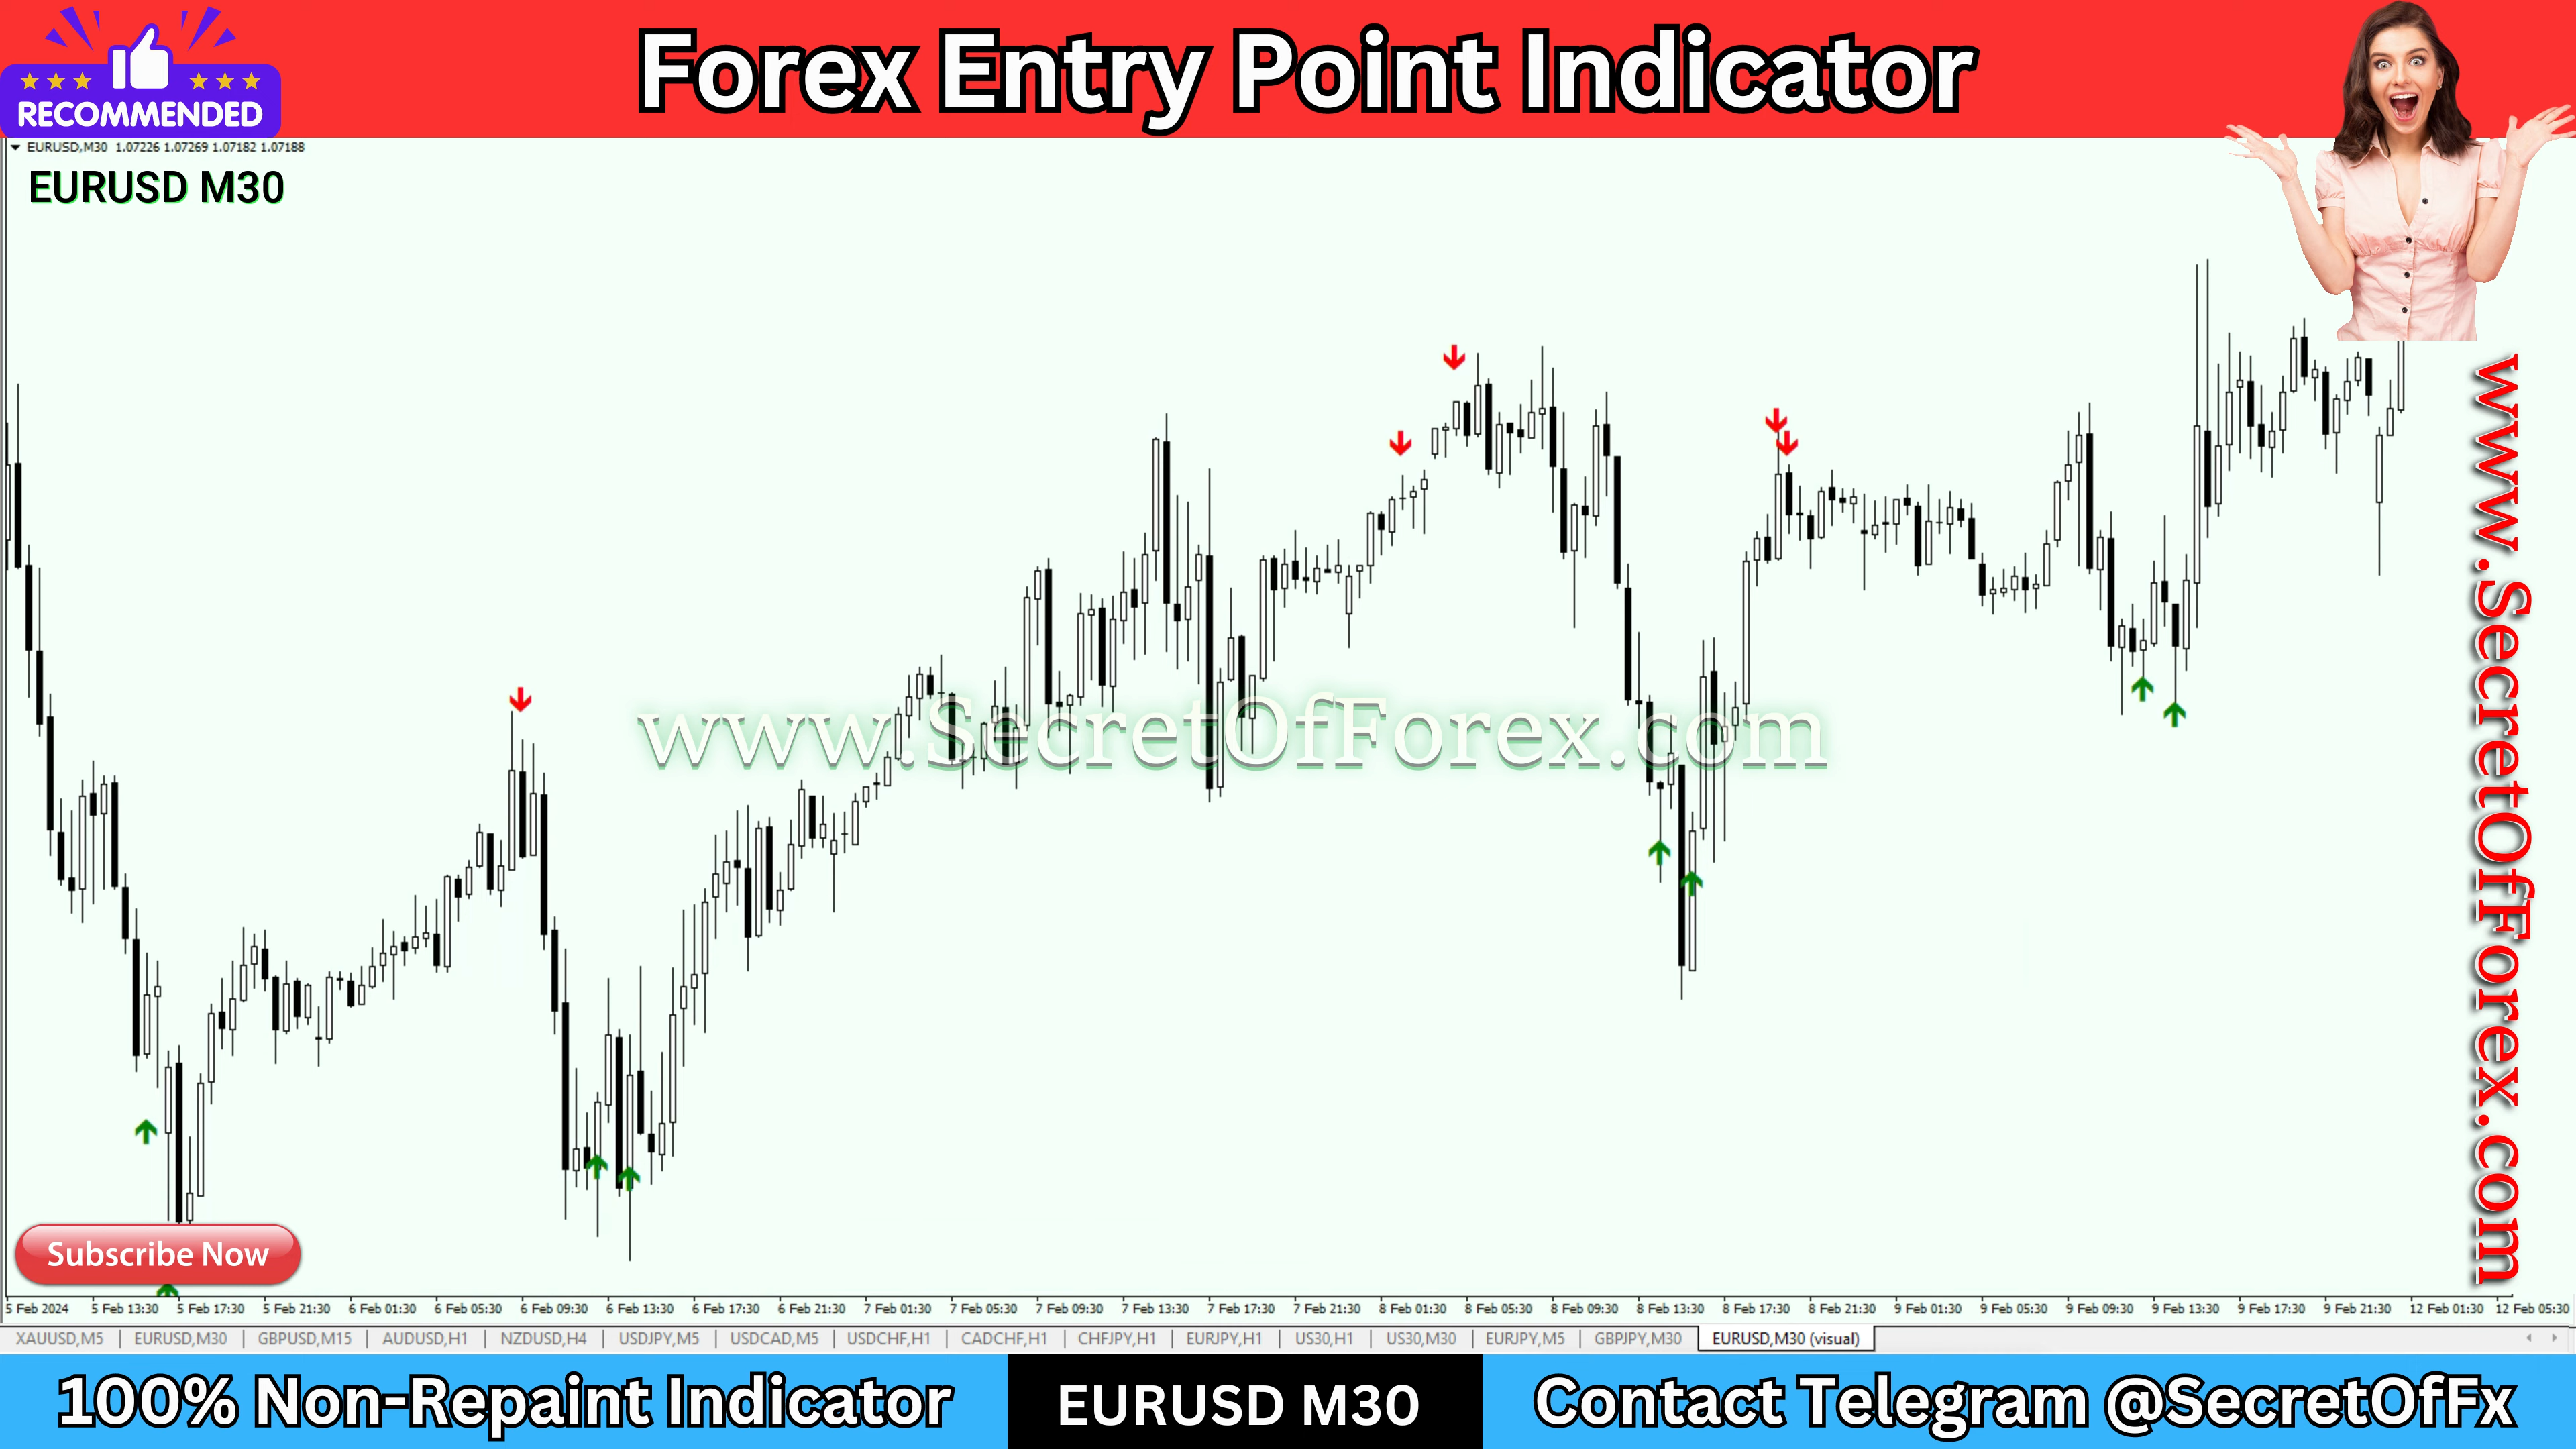 Forex Entry Point Indicator
RECOMMENDED
EURUSD,M30 1.07226 1.07269 1.07182 1.07188
EURUSD M30
www.SecretOfForex.com
www.SecretOfForex.com
Subscribe Now
5 Feb 2024 5 Feb 13:30 5 Feb 17:30 5 Feb 21:30 6 Feb 01:30 6 Feb 05:30 6 Feb 09:30 6 Feb 13:30 6 Feb 17:30 6 Feb 21:30 7 Feb 01:30 7 Feb 05:30 7 Feb 09:30 7 Feb 13:30 7 Feb 17:30 7 Feb 21:30 8 Feb 01:30 8 Feb 05:30 8 Feb 09:30 8 Feb 13:30 8 Feb 17:30 8 Feb 21:30 9 Feb 01:30 9 Feb 05:30 9 Feb 09:30 9 Feb 13:30 9 Feb 17:30 9 Feb 21:30 12 Feb 01:30 12 Feb 05:30
XAUUSD,M5 | EURUSD,M30 | GBPUSD,M15 | AUDUSD,H1 | NZDUSD,H4 | USDJPY,M5 | USDCAD,M5 | USDCHF,H1 | CADCHF,H1 | CHFJPY,H1 | EURJPY,H1 | US30,H1 | US30,M30 | EURJPY,M5 | GBPJPY,M30 | EURUSD,M30 (visual)
100% Non-Repaint Indicator
EURUSD M30
Contact Telegram @SecretOfFx